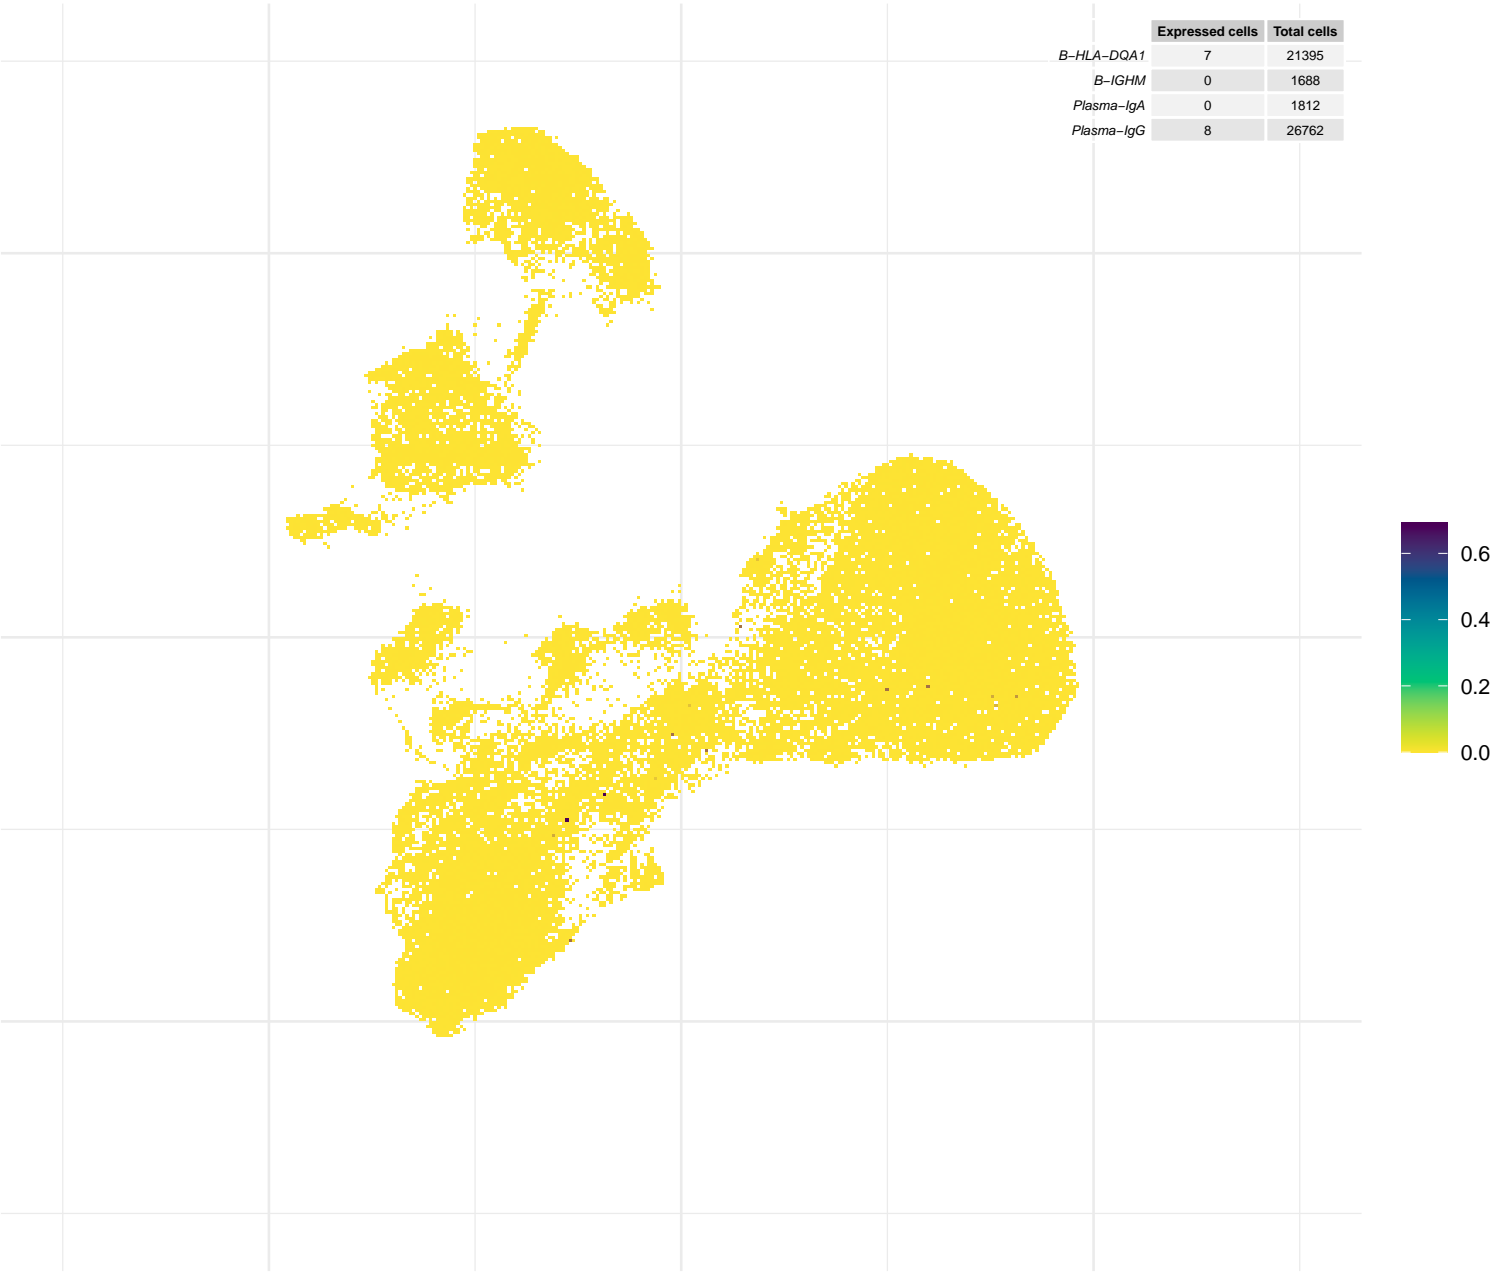 Expressed cells Total cells
B−HLA−DQA1 7 21395
B−IGHM 0 1688
Plasma−IgA 0 1812
Plasma−IgG 8 26762
0.6
0.4
0.2
0.0